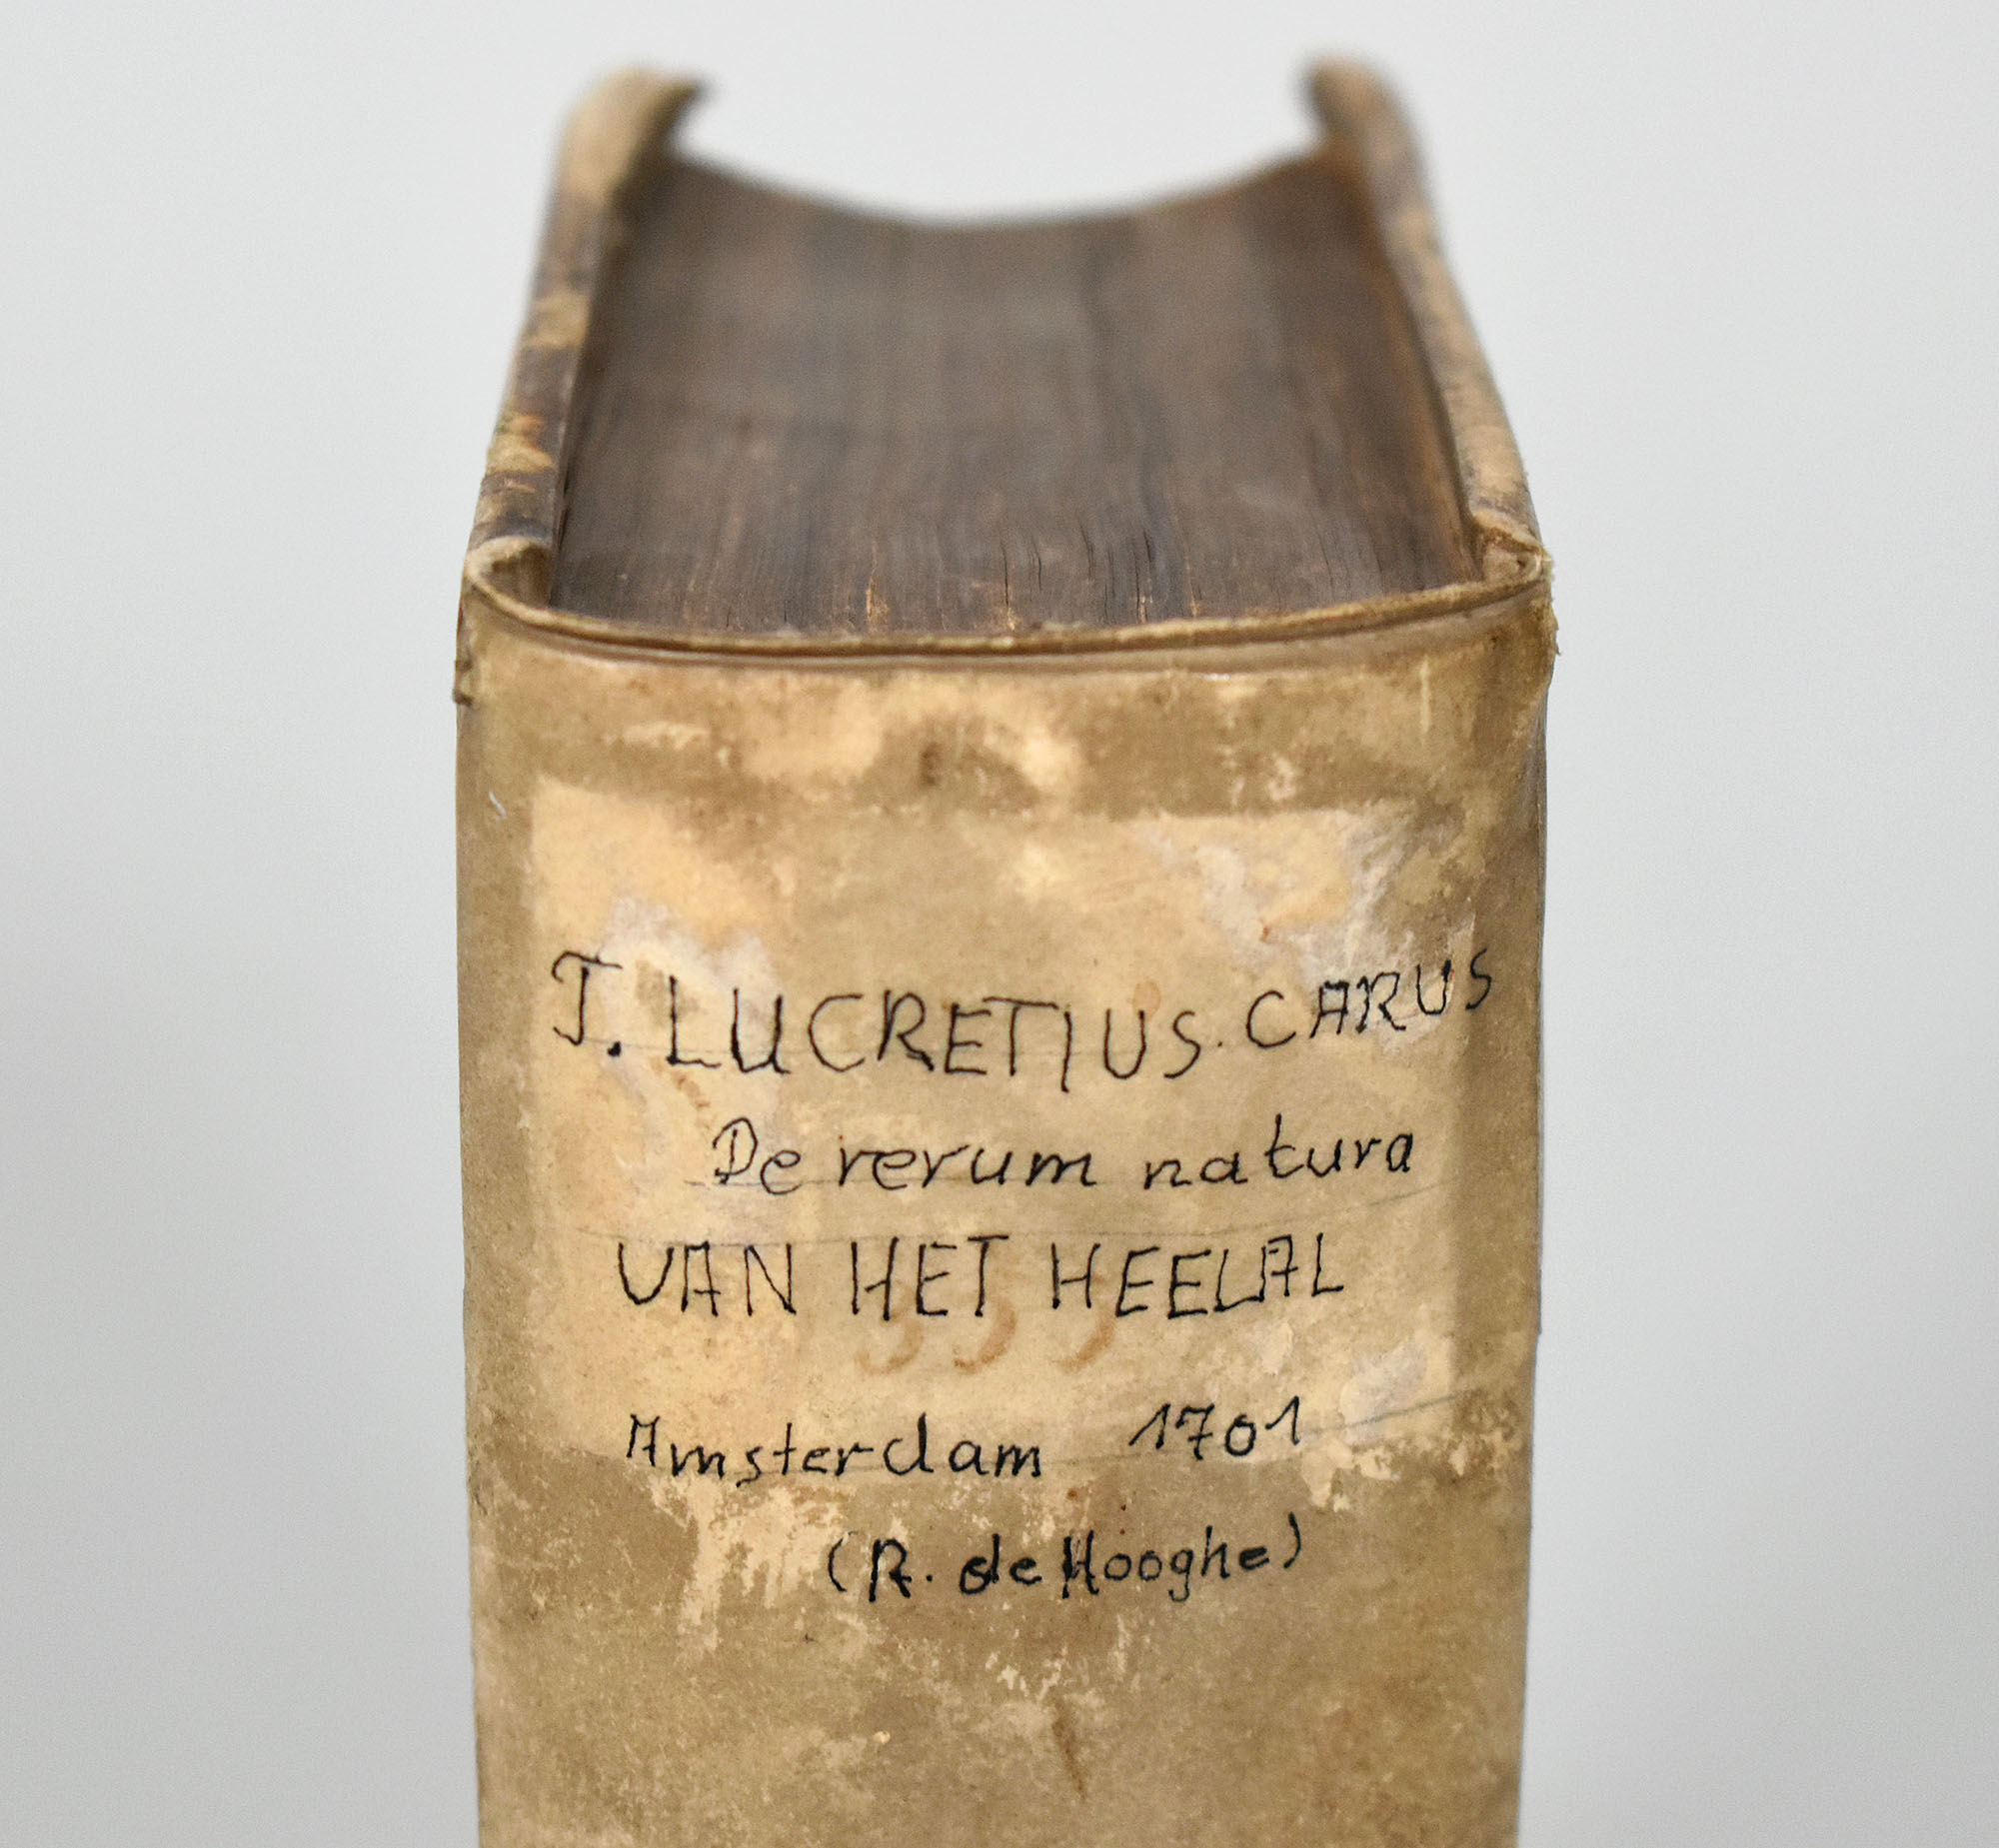 T. LUCRETIUS. CARUS
De rerum natura
VAN HET HEELAL
Amsterdam 1701
(R. de Hooghe)